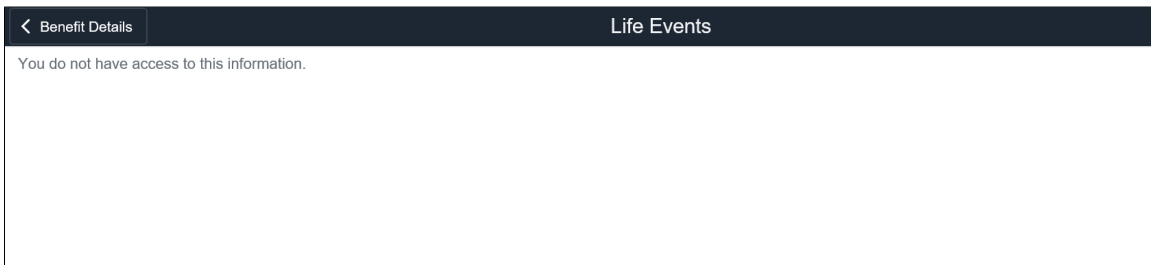 Benefit Details
Life Events
You do not have access to this information.